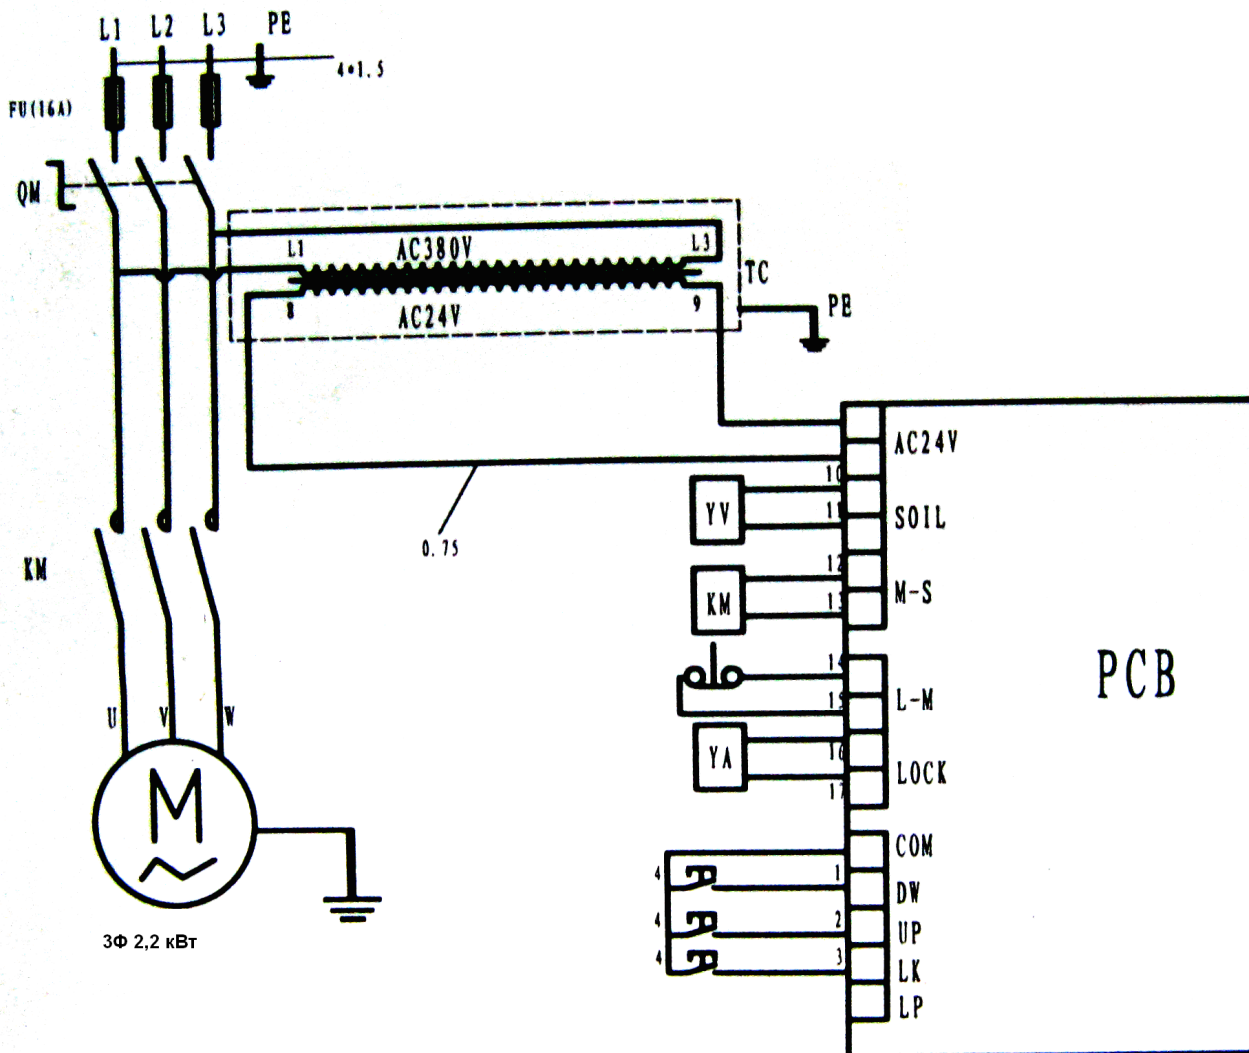 L1 L2 L3 PE
4*1.5
FU(16A)
QM
L1 AC380V L3
TC
8 AC24V 9
PE
AC24V
10
YV 11 SOIL
0.75
12
KM
KM 13 M-S
14
15 L-M
PCB
U V W
YA 16
17 LOCK
M
COM
4 1 DW
4 2 UP
4 3 LK
LP
3Ф 2,2 кВт